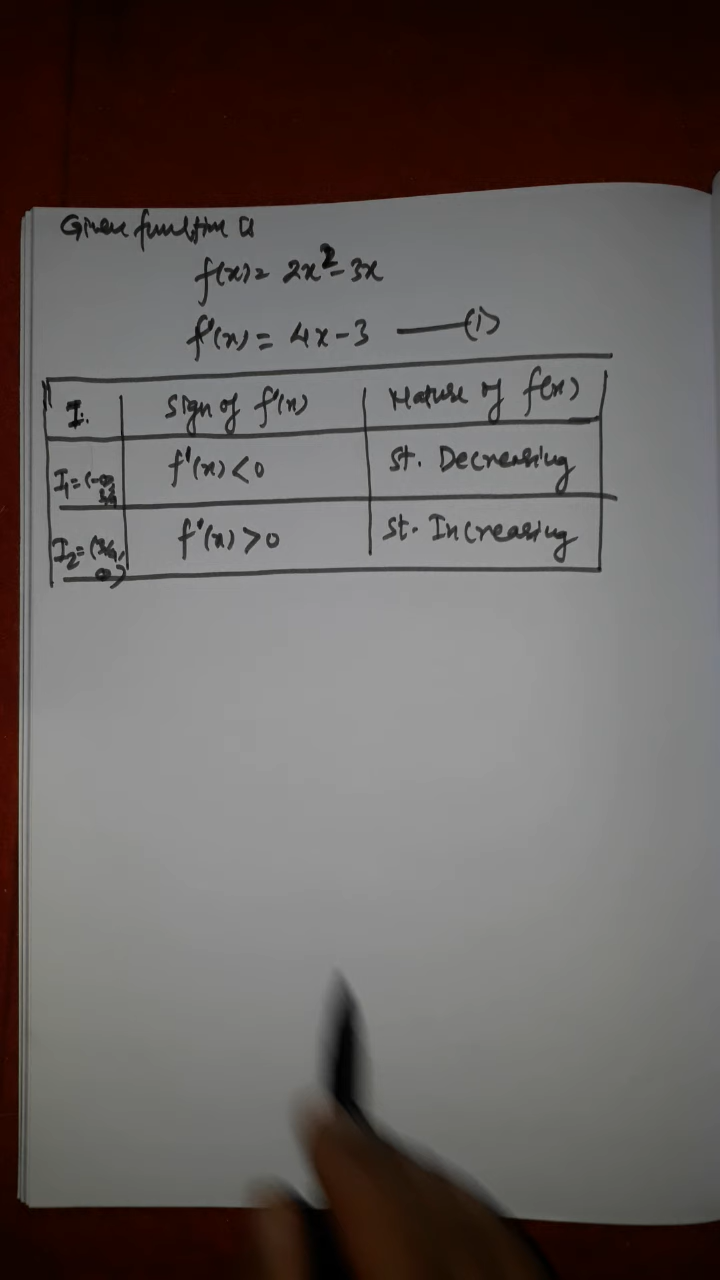 Given function is
f(x) = 2x² - 3x
f'(x) = 4x - 3 —— (1)
I. Sign of f'(x) Nature of f(x)
I₁ = (-∞, 3/4 f'(x) < 0 St. Decreasing
I₂ = (3/4, ∞) f'(x) > 0 St. Increasing